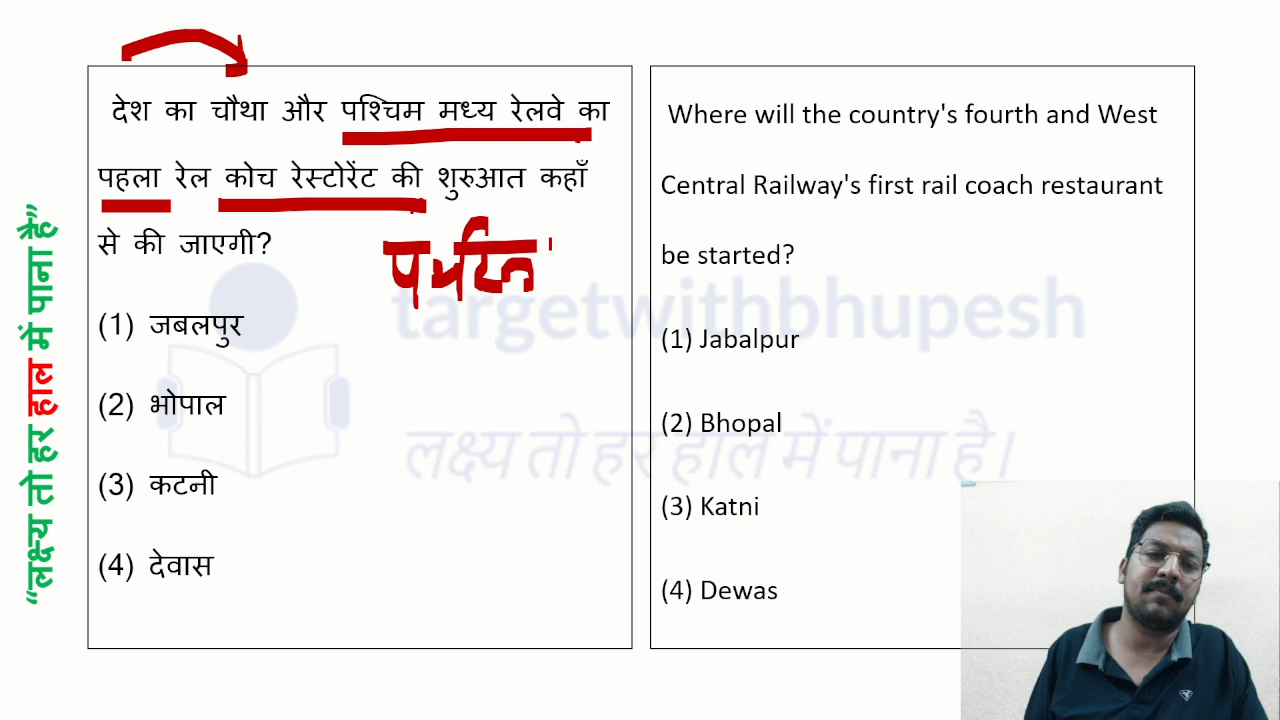 देश का चौथा और पश्चिम मध्य रेलवे का
पहला रेल कोच रेस्टोरेंट की शुरुआत कहाँ
से की जाएगी?
(1) जबलपुर
(2) भोपाल
(3) कटनी
(4) देवास
Where will the country's fourth and West
Central Railway's first rail coach restaurant
be started?
(1) Jabalpur
(2) Bhopal
(3) Katni
(4) Dewas
"लक्ष्य तो हर हाल में पाना है"
targetwithbhupesh
लक्ष्य तो हर हाल में पाना है।